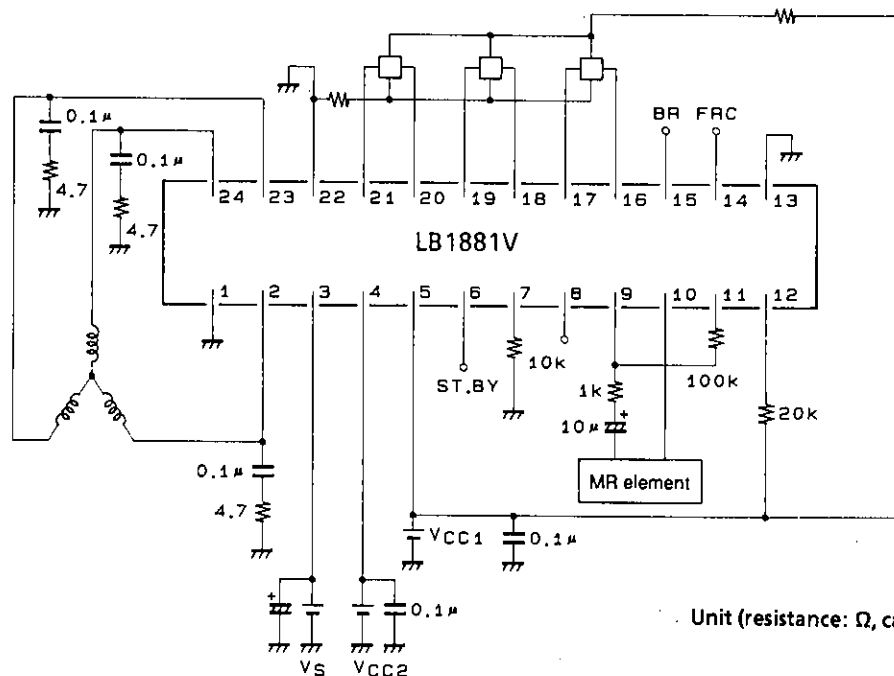 BR FRC
0.1μ
0.1μ
4.7
4.7
24 23 22 21 20 19 18 17 16 15 14 13
LB1881V
1 2 3 4 5 6 7 8 9 10 11 12
10k
ST.BY
1k
100k
20k
10μ
+
MR element
0.1μ
4.7
VCC1
0.1μ
+
0.1μ
VS
VCC2
Unit (resistance: Ω, ca